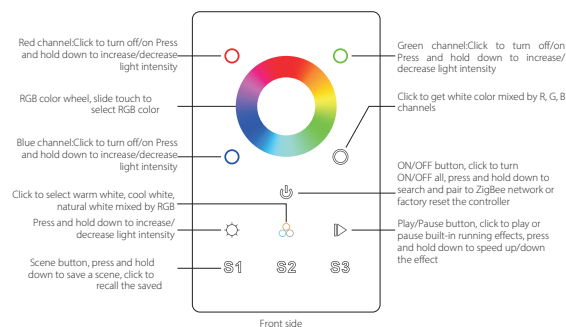 Red channel:Click to turn off/on Press
and hold down to increase/decrease
light intensity
Green channel:Click to turn off/on
Press and hold down to increase/
decrease light intensity
RGB color wheel, slide touch to
select RGB color
Click to get white color mixed by R, G, B
channels
Blue channel:Click to turn off/on Press
and hold down to increase/decrease
light intensity
ON/OFF button, click to turn
ON/OFF all, press and hold down to
search and pair to ZigBee network or
factory reset the controller
Click to select warm white, cool white,
natural white mixed by RGB
Press and hold down to increase/
decrease light intensity
Play/Pause button, click to play or
pause built-in running effects, press
and hold down to speed up/down
the effect
Scene button, press and hold
down to save a scene, click to
recall the saved
S1 S2 S3
Front side